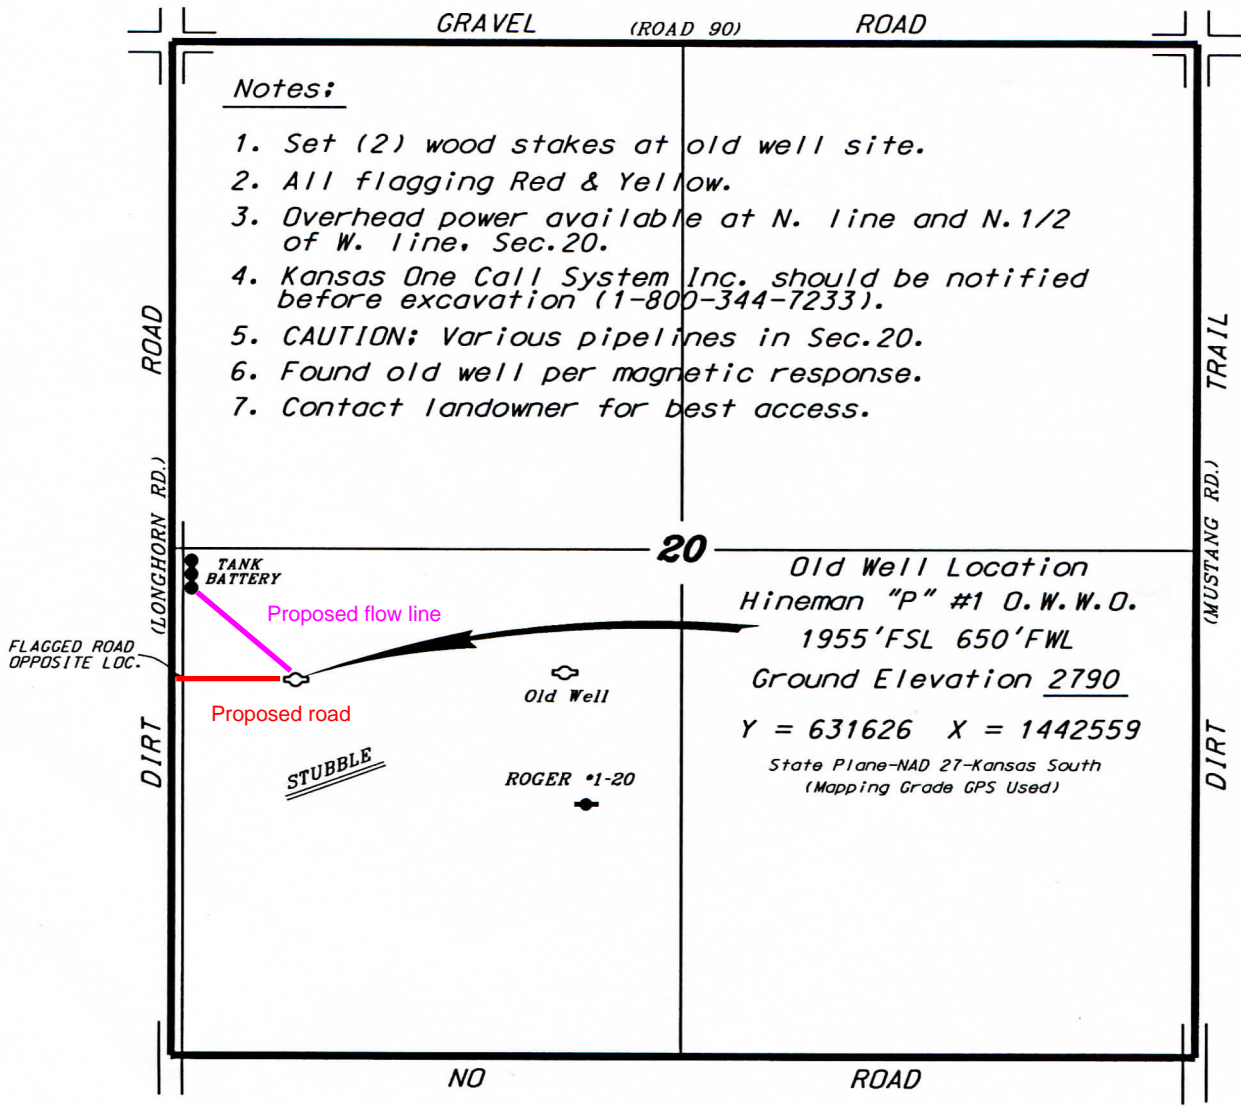 GRAVEL (ROAD 90) ROAD
Notes:
1. Set (2) wood stakes at old well site.
2. All flagging Red & Yellow.
3. Overhead power available at N. line and N.1/2
of W. line, Sec.20.
4. Kansas One Call System Inc. should be notified
before excavation (1-800-344-7233).
5. CAUTION: Various pipelines in Sec.20.
6. Found old well per magnetic response.
7. Contact landowner for best access.
DIRT (LONGHORN RD.) ROAD
DIRT (MUSTANG RD.) TRAIL
20
TANK
BATTERY
Proposed flow line
FLAGGED ROAD
OPPOSITE LOC.
Proposed road
Old Well
STUBBLE
ROGER #1-20
Old Well Location
Hineman "P" #1 O.W.W.O.
1955'FSL 650'FWL
Ground Elevation 2790
Y = 631626 X = 1442559
State Plane-NAD 27-Kansas South
(Mapping Grade GPS Used)
NO ROAD